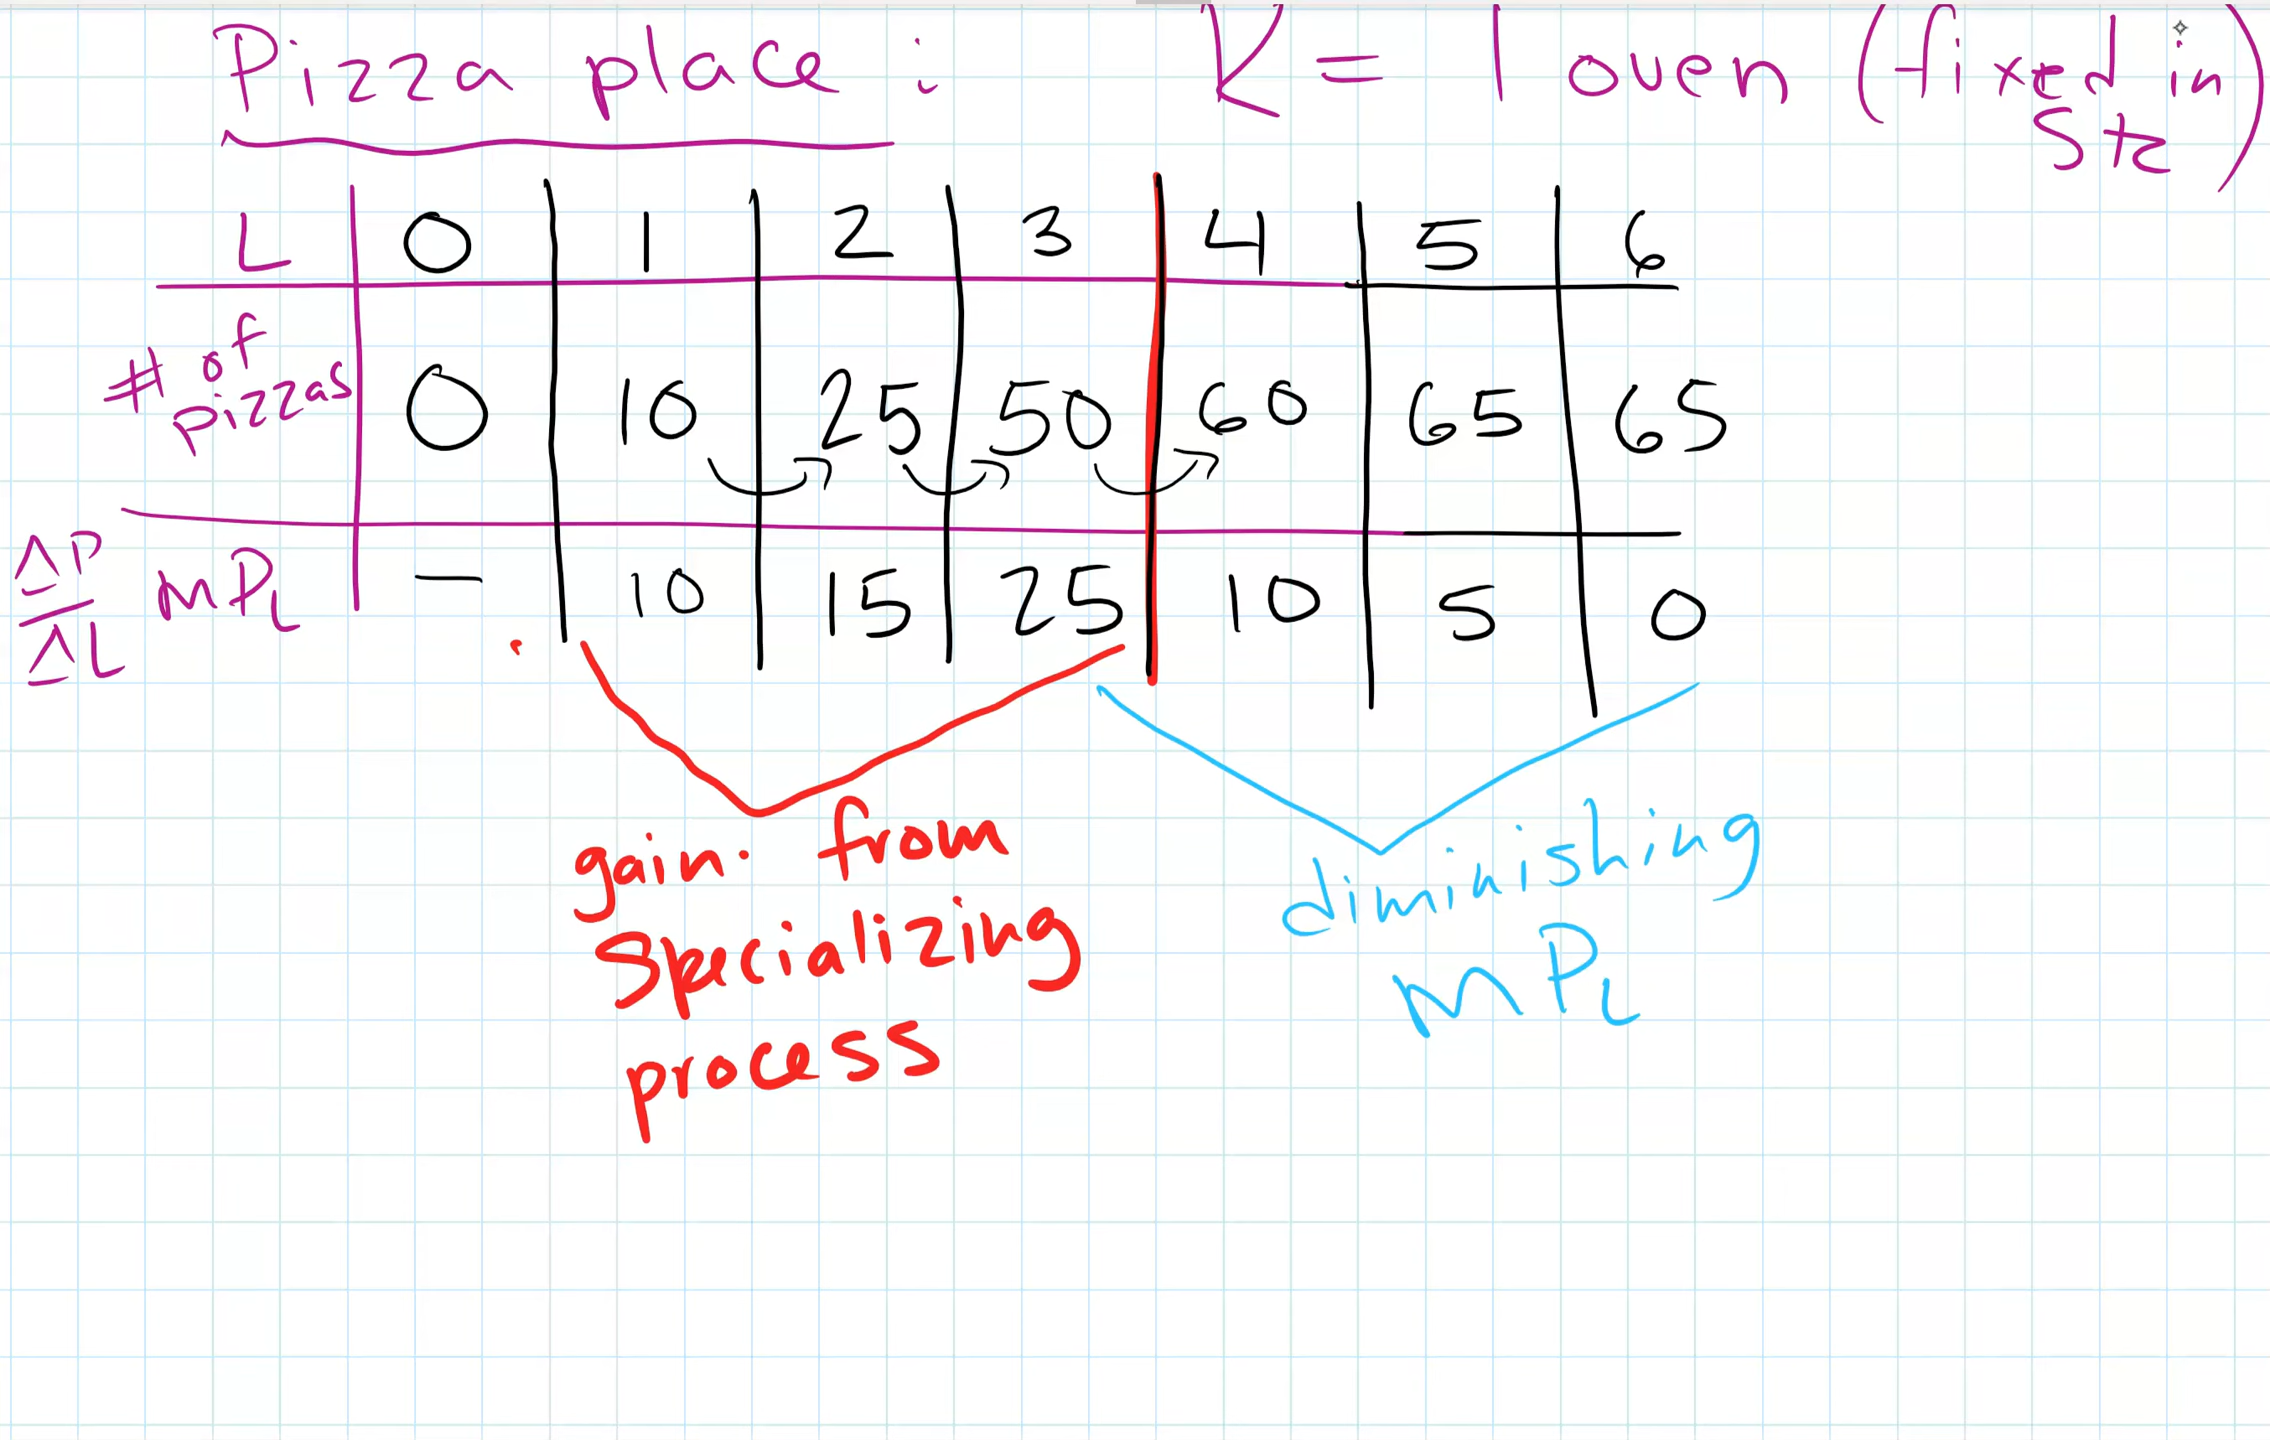 Pizza place : K = 1 oven (fixed in
Stz)
L 0 1 2 3 4 5 6
# of
pizzas 0 10 25 50 60 65 65
ΔP
ΔL
MPL — 10 15 25 10 5 0
gain. from
specializing
process
diminishing
MPL